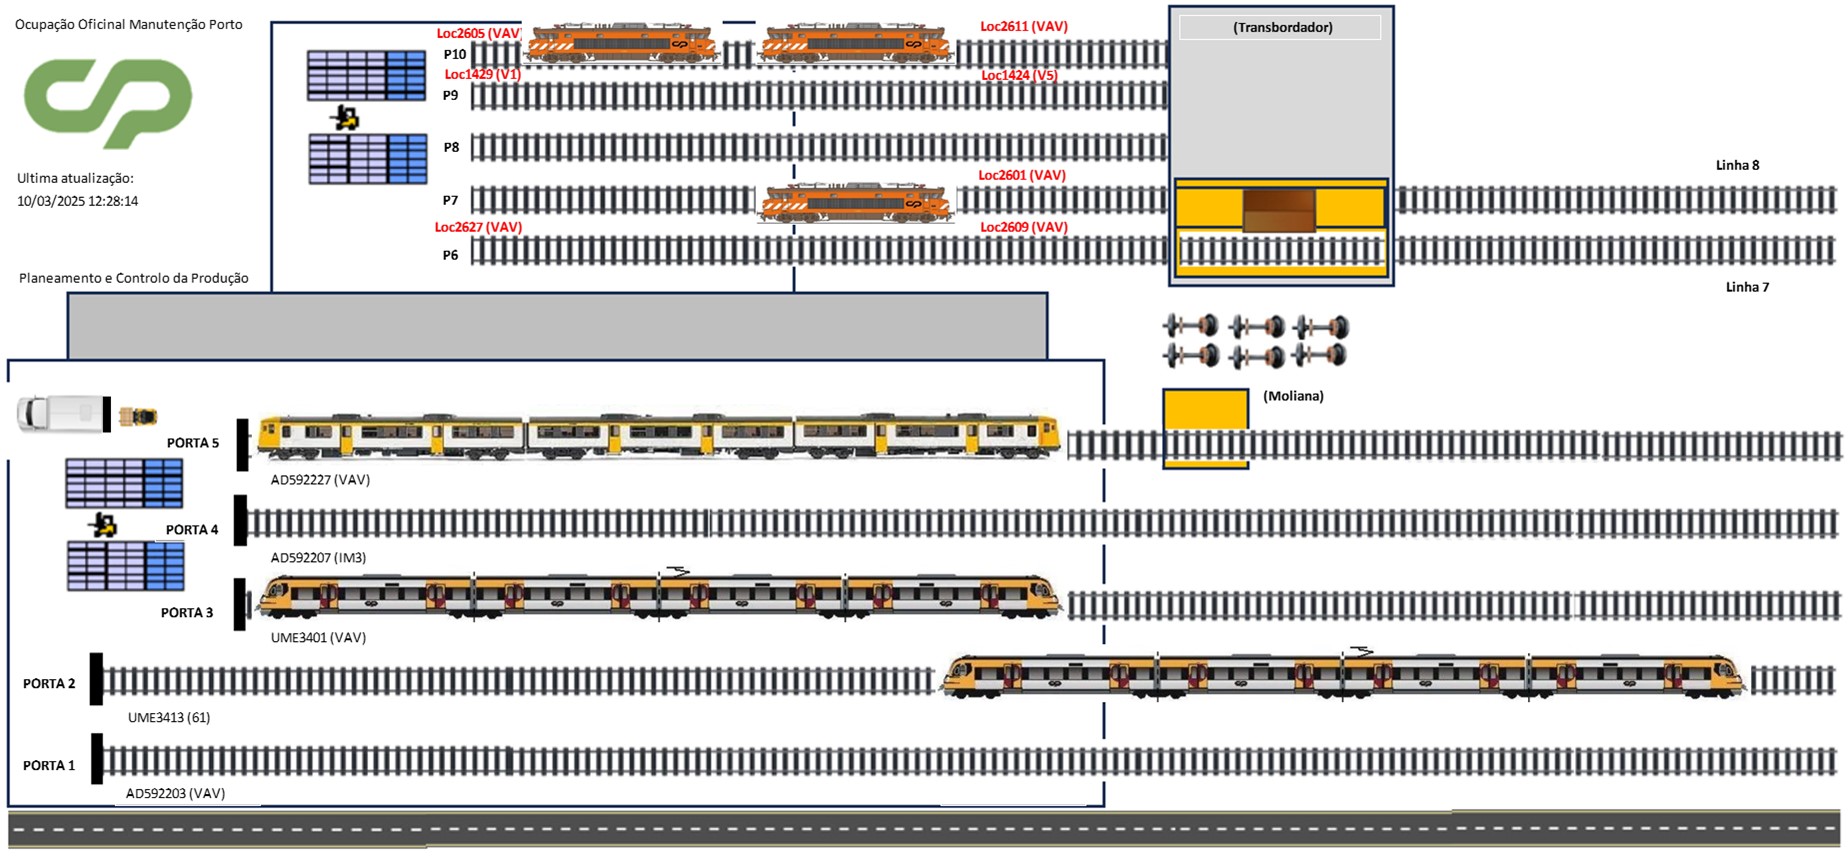 Ocupação Oficinal Manutenção Porto
cp
Ultima atualização:
10/03/2025 12:28:14
Planeamento e Controlo da Produção
Loc2605 (VAV)
Loc2611 (VAV)
P10
Loc1429 (V1)
Loc1424 (V5)
P9
P8
Loc2601 (VAV)
P7
Loc2627 (VAV)
Loc2609 (VAV)
P6
(Transbordador)
Linha 8
Linha 7
(Moliana)
PORTA 5
AD592227 (VAV)
PORTA 4
AD592207 (IM3)
PORTA 3
UME3401 (VAV)
PORTA 2
UME3413 (61)
PORTA 1
AD592203 (VAV)